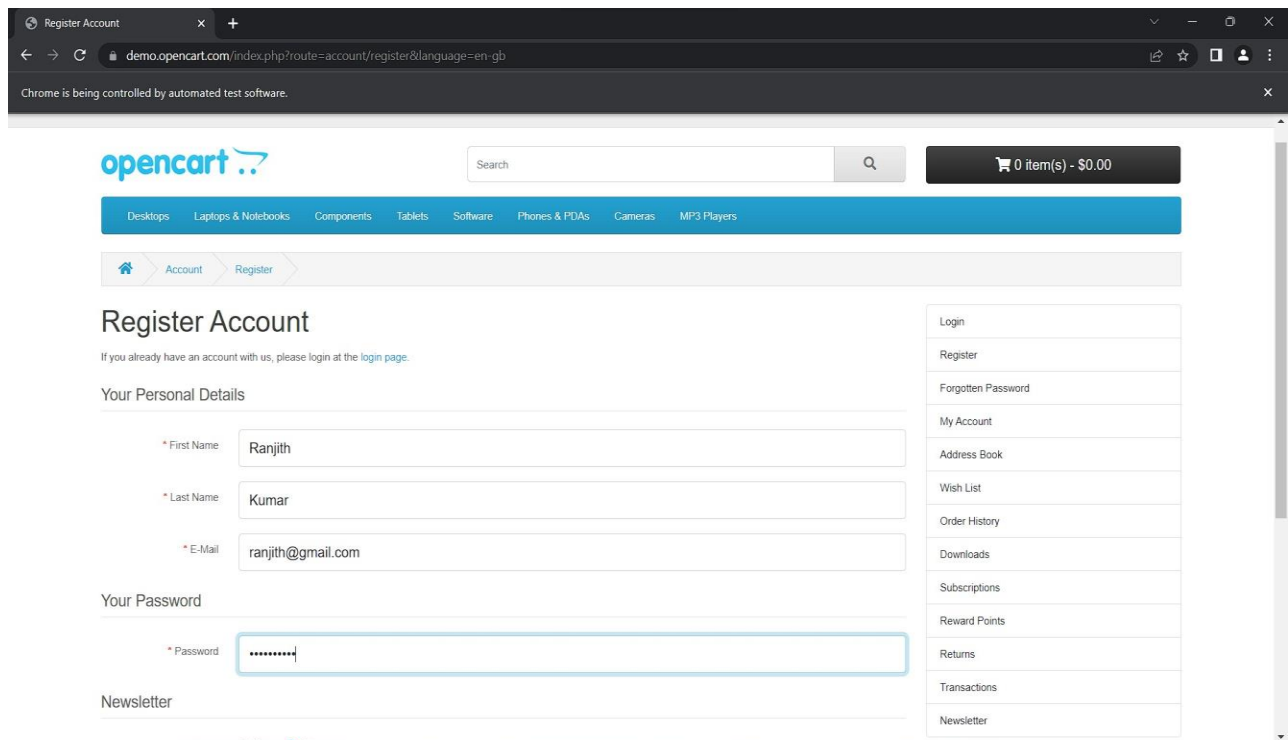 Register Account
demo.opencart.com/index.php?route=account/register&language=en-gb
Chrome is being controlled by automated test software.
opencart
Search
0 item(s) - $0.00
Desktops Laptops & Notebooks Components Tablets Software Phones & PDAs Cameras MP3 Players
Account Register
Register Account
If you already have an account with us, please login at the login page.
Your Personal Details
* First Name Ranjith
* Last Name Kumar
* E-Mail ranjith@gmail.com
Your Password
* Password ••••••••••
Newsletter
Login
Register
Forgotten Password
My Account
Address Book
Wish List
Order History
Downloads
Subscriptions
Reward Points
Returns
Transactions
Newsletter